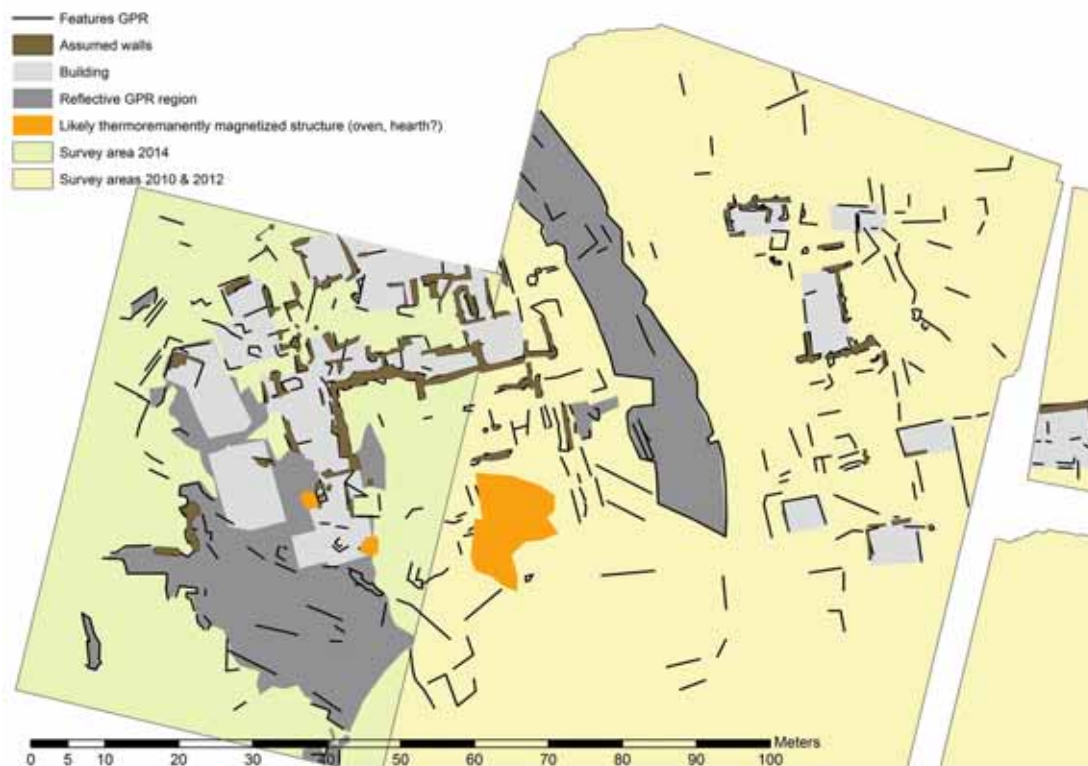 Features GPR
Assumed walls
Building
Reflective GPR region
Likely thermoremanently magnetized structure (oven, hearth?)
Survey area 2014
Survey areas 2010 & 2012
Meters
0 5 10 20 30 40 50 60 70 80 90 100